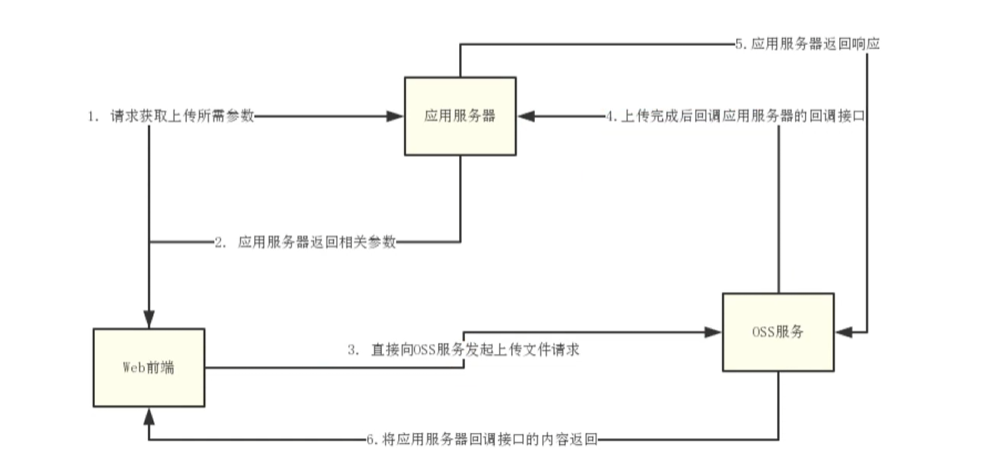 5.应用服务器返回响应
1. 请求获取上传所需参数
应用服务器
4.上传完成后回调应用服务器的回调接口
2. 应用服务器返回相关参数
OSS服务
3. 直接向OSS服务发起上传文件请求
Web前端
6.将应用服务器回调接口的内容返回